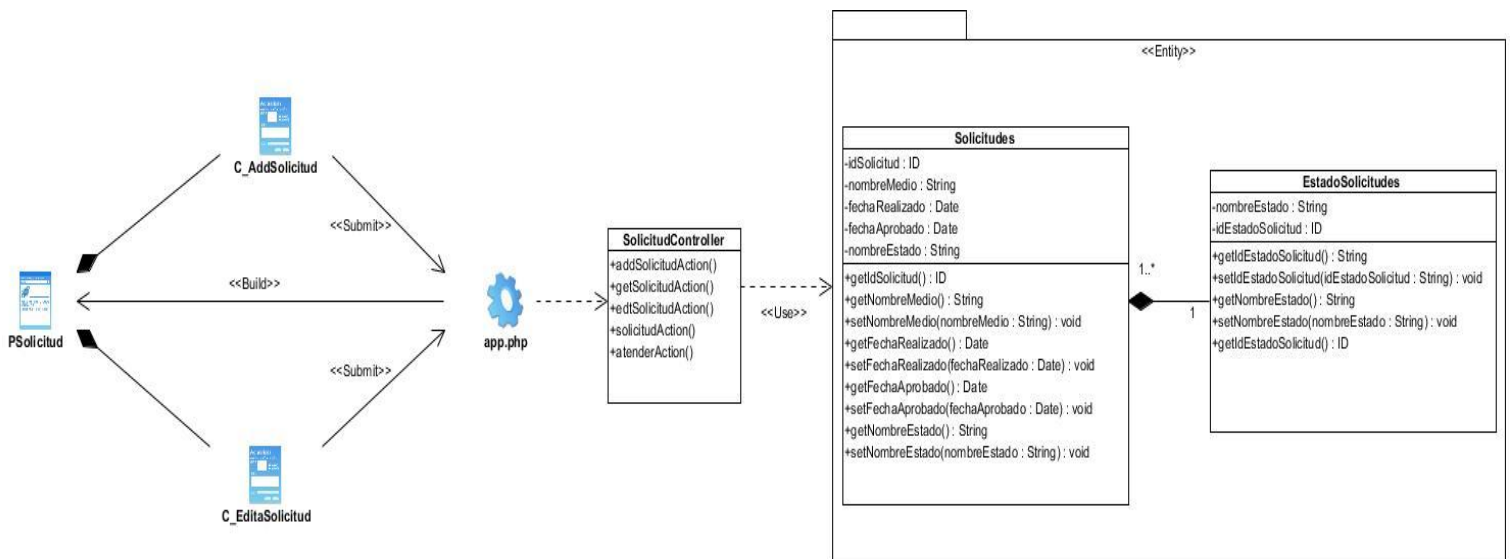 <<Entity>>
C_AddSolicitud
<<Submit>>
<<Build>>
PSolicitud
<<Submit>>
C_EditaSolicitud
app.php
SolicitudController
+addSolicitudAction()
+getSolicitudAction()
+edtSolicitudAction()
+solicitudAction()
+atenderAction()
<<Use>>
Solicitudes
-idSolicitud : ID
-nombreMedio : String
-fechaRealizado : Date
-fechaAprobado : Date
-nombreEstado : String
+getIdSolicitud() : ID
+getNombreMedio() : String
+setNombreMedio(nombreMedio : String) : void
+getFechaRealizado() : Date
+setFechaRealizado(fechaRealizado : Date) : void
+getFechaAprobado() : Date
+setFechaAprobado(fechaAprobado : Date) : void
+getNombreEstado() : String
+setNombreEstado(nombreEstado : String) : void
1..*
1
EstadoSolicitudes
-nombreEstado : String
-idEstadoSolicitud : ID
+getIdEstadoSolicitud() : String
+setIdEstadoSolicitud(idEstadoSolicitud : String) : void
+getNombreEstado() : String
+setNombreEstado(nombreEstado : String) : void
+getIdEstadoSolicitud() : ID